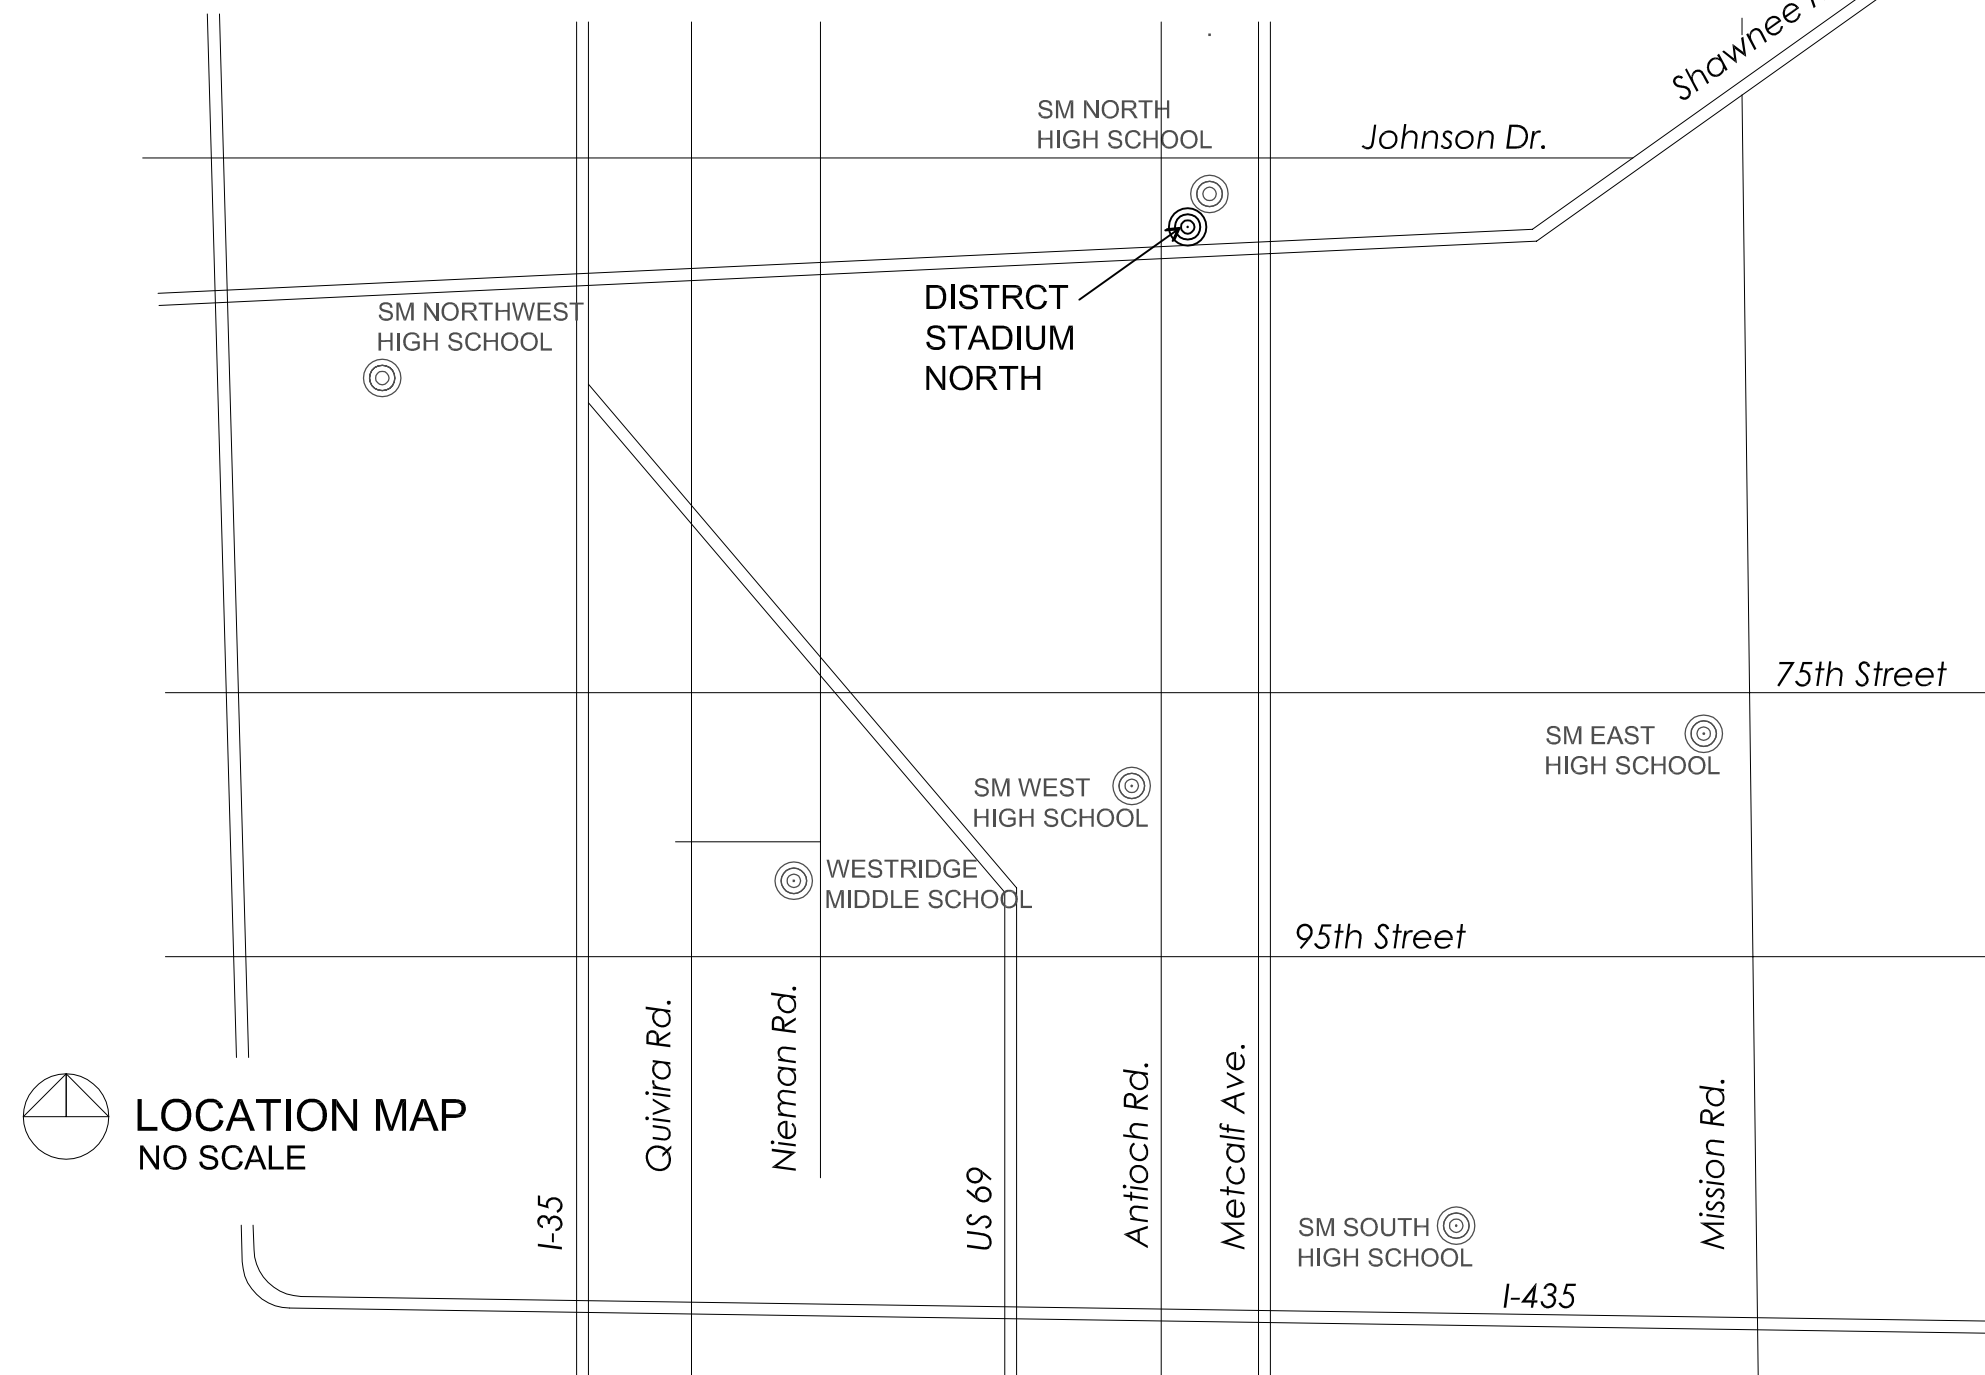 Shawnee
SM NORTH
HIGH SCHOOL
Johnson Dr.
SM NORTHWEST
HIGH SCHOOL
DISTRCT
STADIUM
NORTH
75th Street
SM EAST
HIGH SCHOOL
SM WEST
HIGH SCHOOL
WESTRIDGE
MIDDLE SCHOOL
95th Street
LOCATION MAP
NO SCALE
I-35
Quivira Rd.
Nieman Rd.
US 69
Antioch Rd.
Metcalf Ave.
Mission Rd.
SM SOUTH
HIGH SCHOOL
I-435